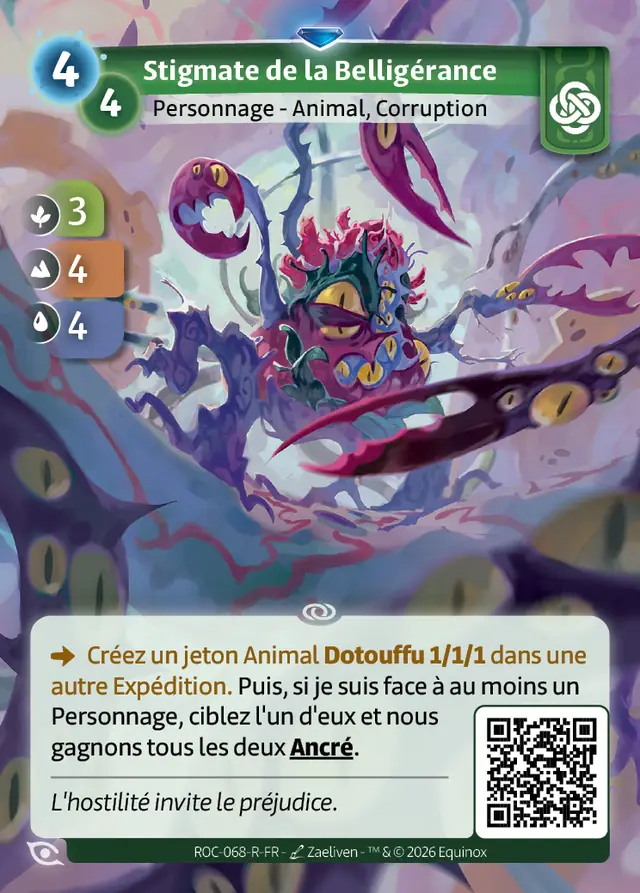 4
Stigmate de la Belligérance
4
Personnage - Animal, Corruption
3
4
4
Créez un jeton Animal Dotouffu 1/1/1 dans une
autre Expédition. Puis, si je suis face à au moins un
Personnage, ciblez l'un d'eux et nous
gagnons tous les deux Ancré.
L'hostilité invite le préjudice.
ROC-068-R-FR - Zaeliven - ™ & © 2026 Equinox